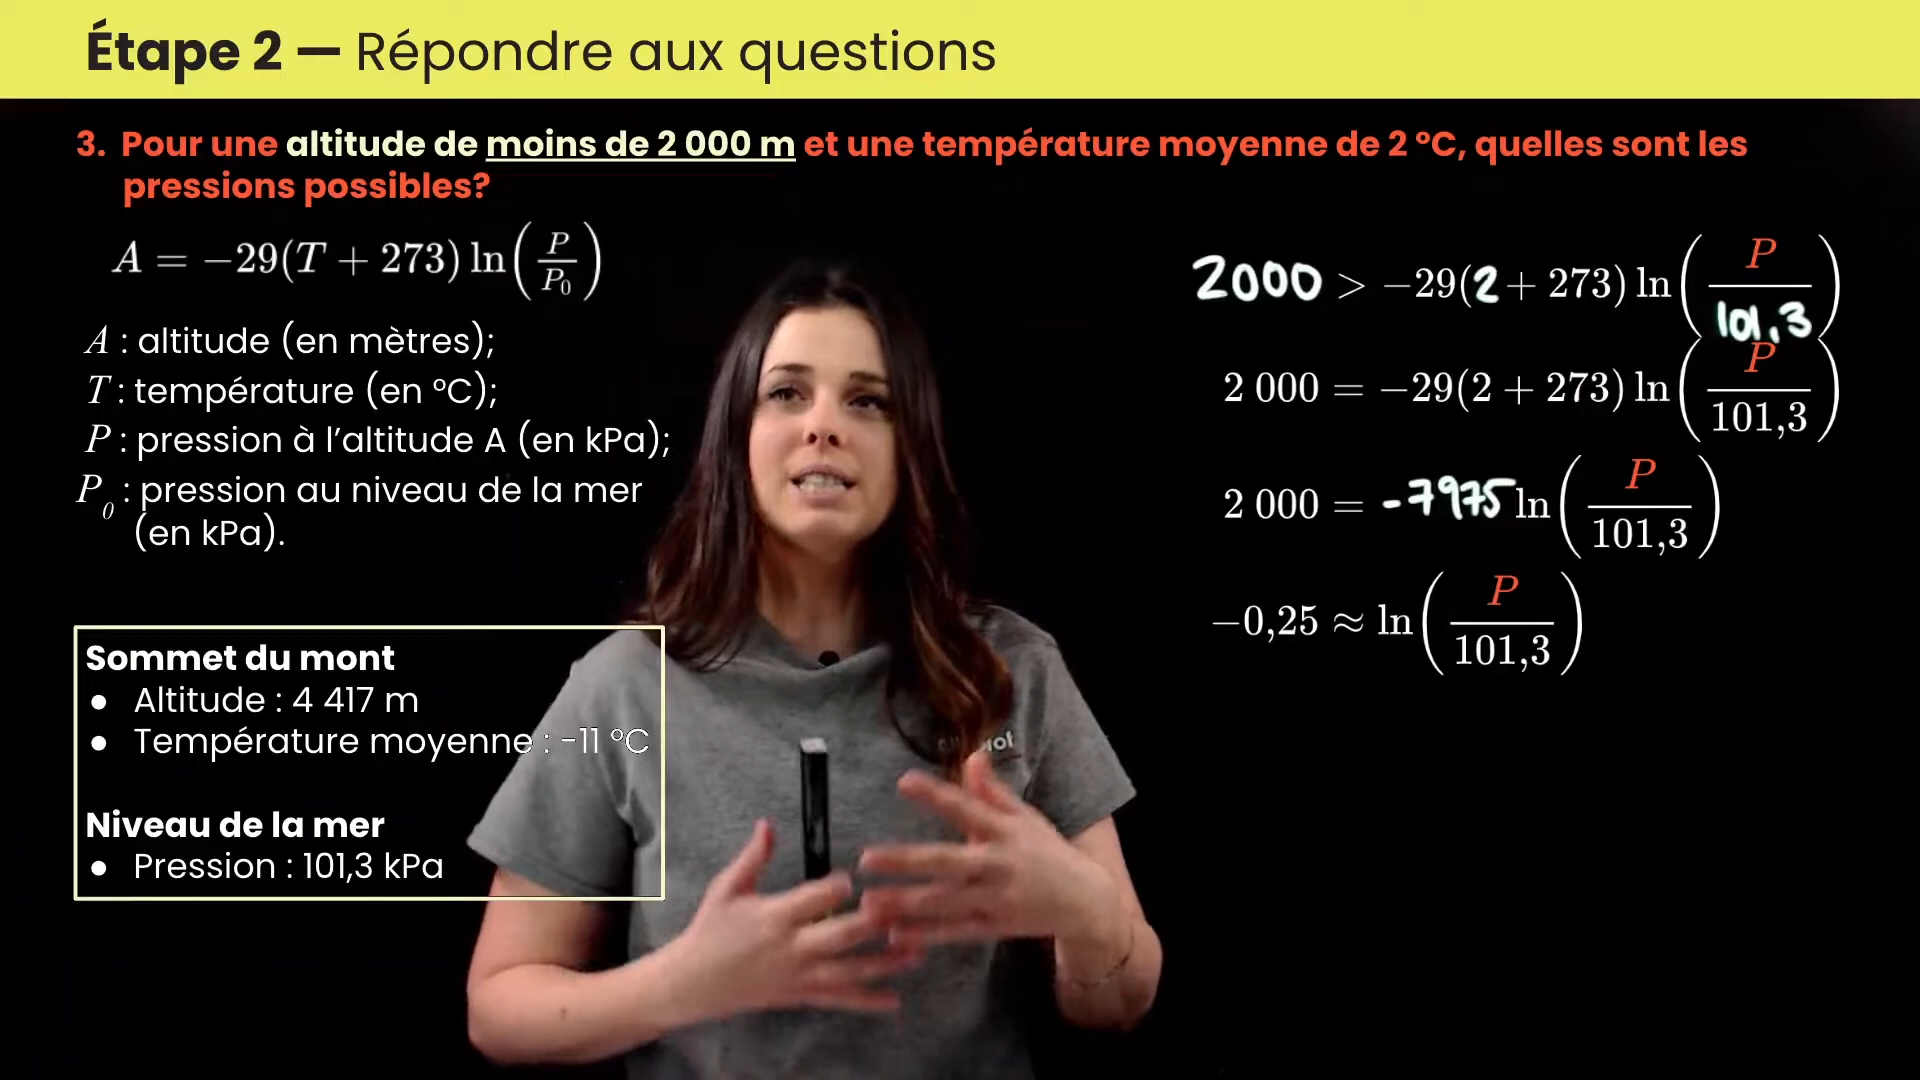 Étape 2 — Répondre aux questions
3. Pour une altitude de moins de 2 000 m et une température moyenne de 2 °C, quelles sont les
pressions possibles?
A = −29(T + 273) ln(P/P₀)
A : altitude (en mètres);
T : température (en °C);
P : pression à l’altitude A (en kPa);
P₀ : pression au niveau de la mer
(en kPa).
Sommet du mont
● Altitude : 4 417 m
● Température moyenne : -11 °C
Niveau de la mer
● Pression : 101,3 kPa
2000 > −29(2 + 273) ln(P/101,3)
2 000 = −29(2 + 273) ln(P/101,3)
2 000 = -7975 ln(P/101,3)
−0,25 ≈ ln(P/101,3)